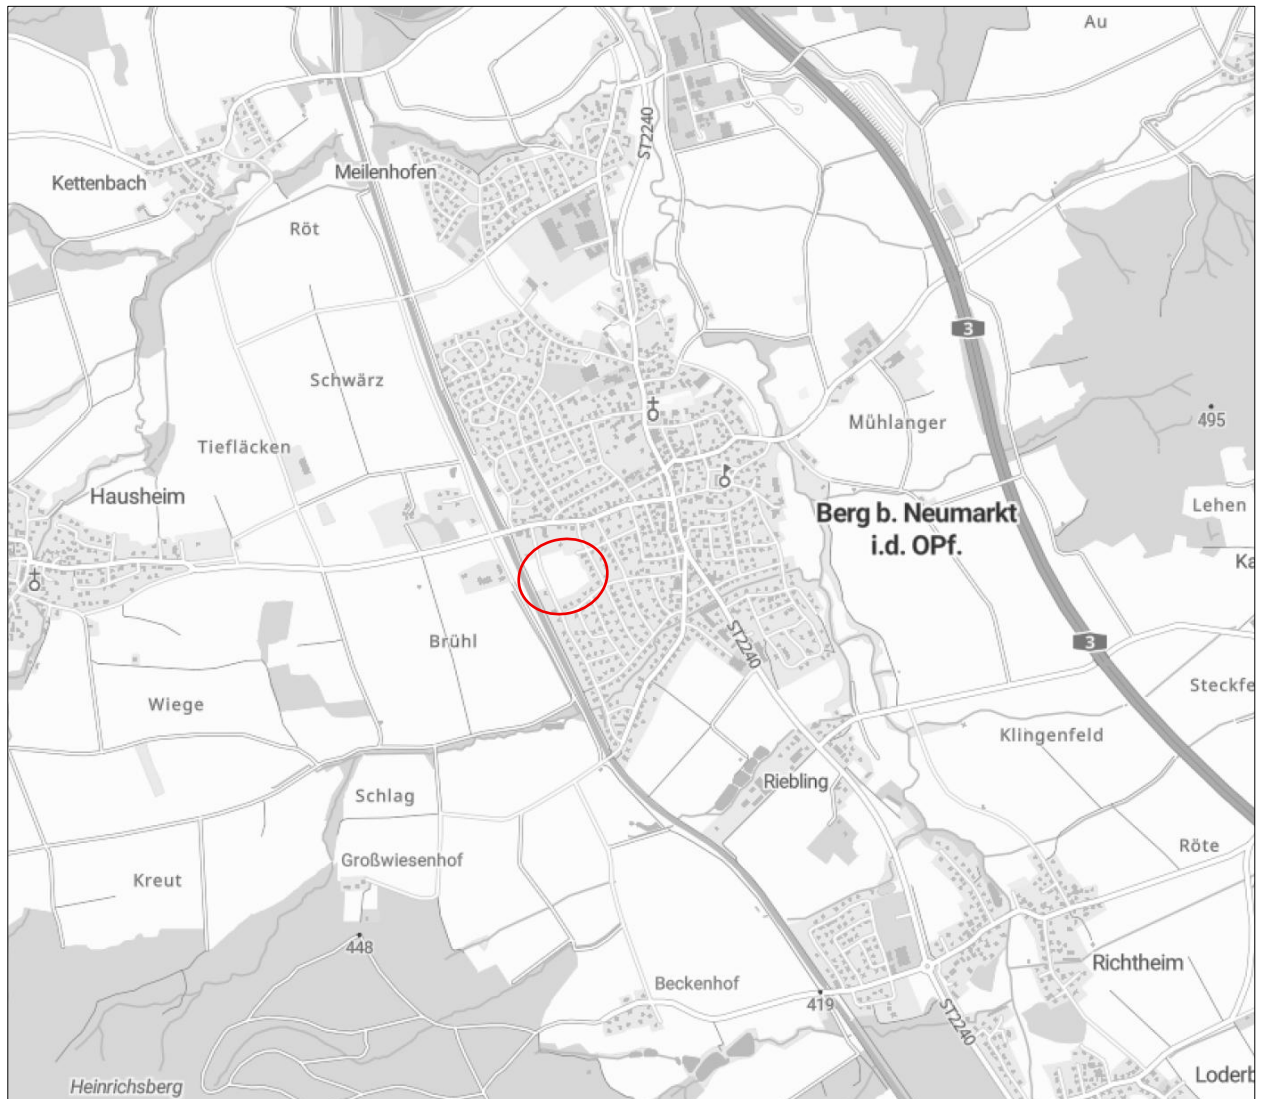 Au
ST2240
Meilenhofen
Kettenbach
Röt
3
Schwärz
495
Mühlanger
Tiefläcken
Hausheim
Lehen
Berg b. Neumarkt
i.d. OPf.
Ka
Brühl
ST2240
3
Steckfe
Wiege
Klingenfeld
Riebling
Schlag
Röte
Großwiesenhof
Kreut
448
Richtheim
Beckenhof
419
ST2240
Loderb
Heinrichsberg